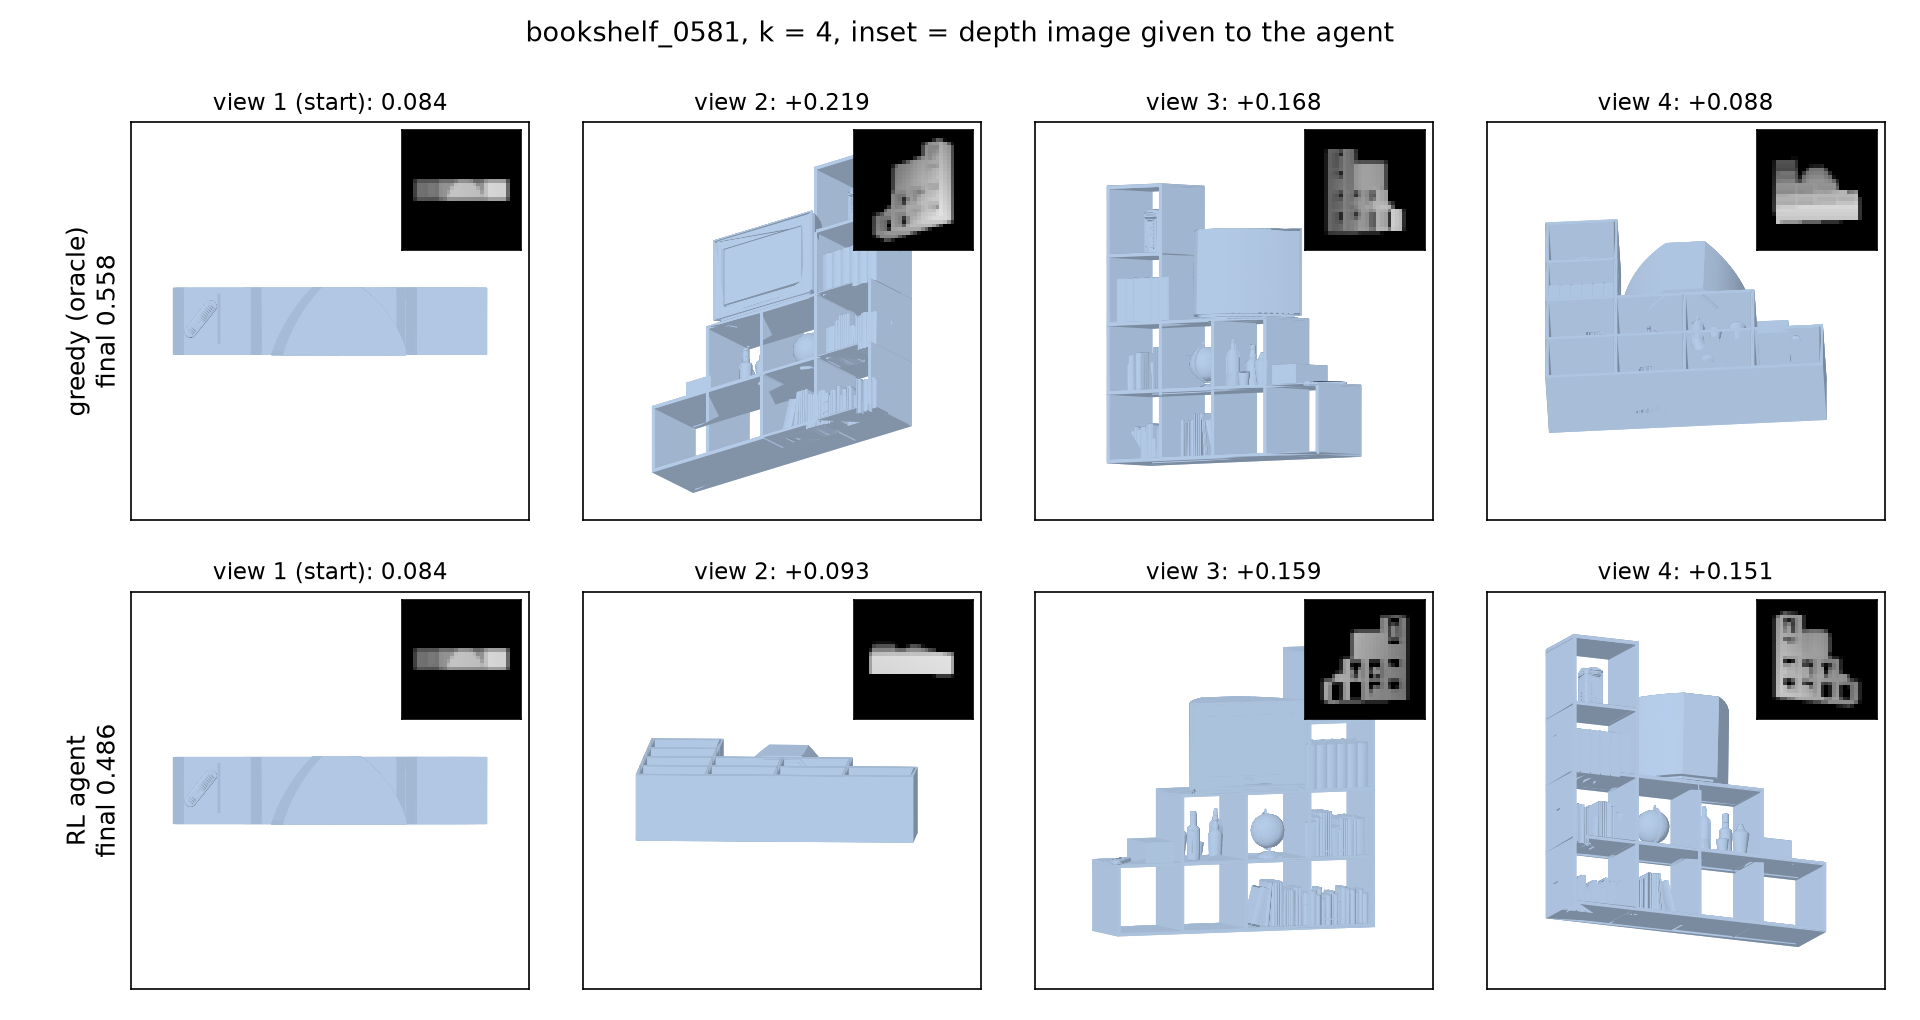 bookshelf_0581, k = 4, inset = depth image given to the agent
view 1 (start): 0.084
view 2: +0.219
view 3: +0.168
view 4: +0.088
greedy (oracle)
final 0.558
view 1 (start): 0.084
view 2: +0.093
view 3: +0.159
view 4: +0.151
RL agent
final 0.486